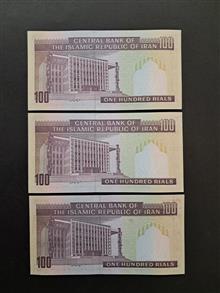 CENTRAL BANK OF 100
THE ISLAMIC REPUBLIC OF IRAN
100 ONE HUNDRED RIALS
CENTRAL BANK OF 100
THE ISLAMIC REPUBLIC OF IRAN
100 ONE HUNDRED RIALS
CENTRAL BANK OF 100
THE ISLAMIC REPUBLIC OF IRAN
100 ONE HUNDRED RIALS